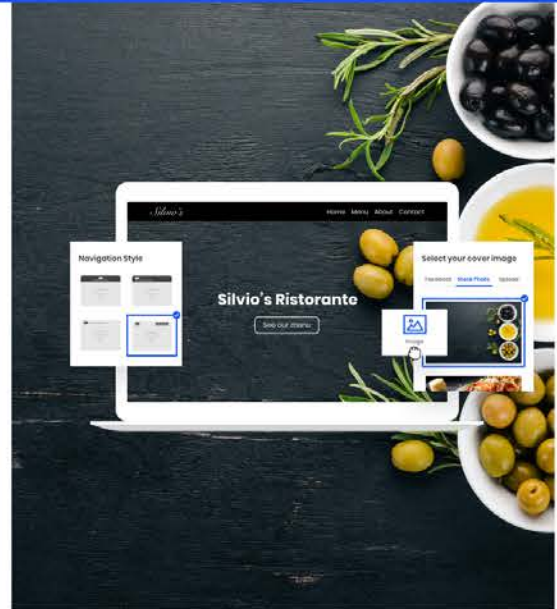 Silvio's
Home Menu About Contact
Navigation Style
Select your cover image
Facebook Stock Photo Upload
Silvio's Ristorante
See our menu
Image